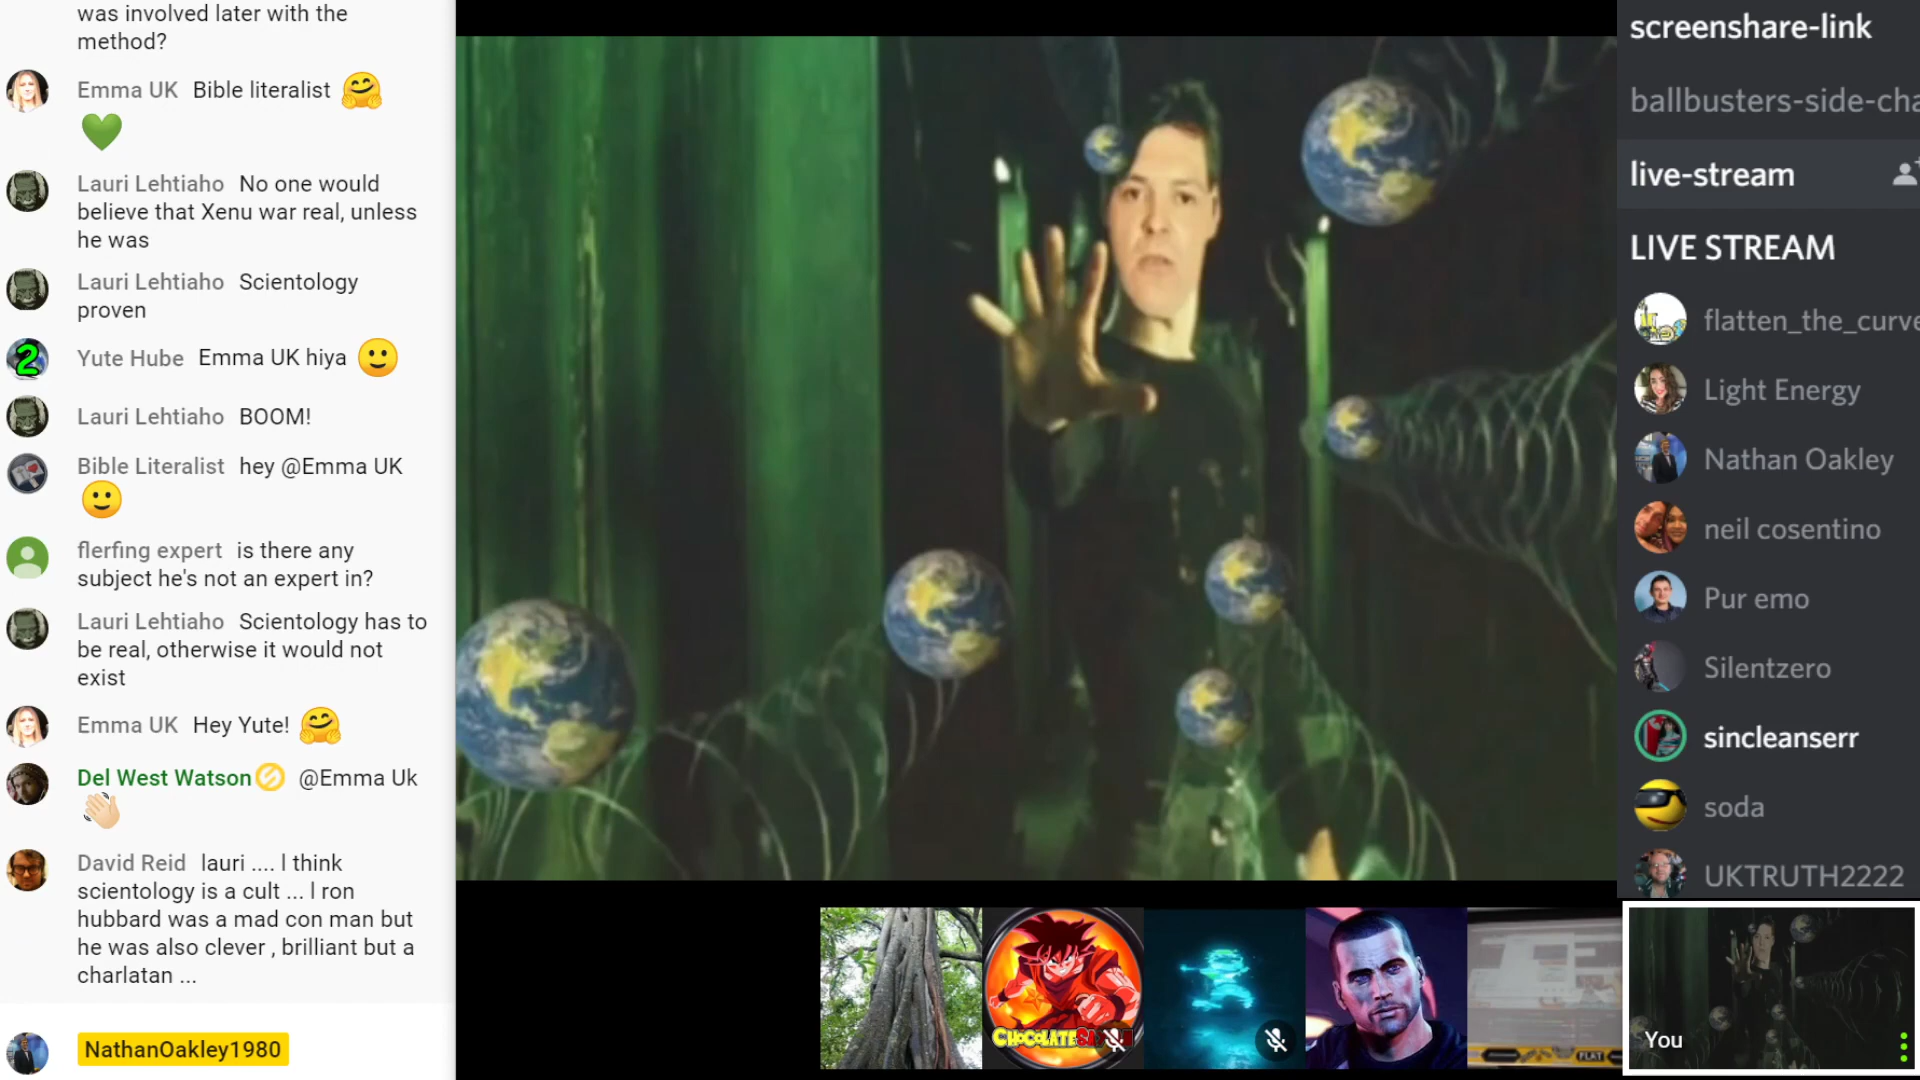 was involved later with the
method?
Emma UK Bible literalist
Lauri Lehtiaho No one would
believe that Xenu war real, unless
he was
Lauri Lehtiaho Scientology
proven
2
Yute Hube Emma UK hiya
Lauri Lehtiaho BOOM!
Bible Literalist hey @Emma UK
flerfing expert is there any
subject he's not an expert in?
Lauri Lehtiaho Scientology has to
be real, otherwise it would not
exist
Emma UK Hey Yute!
Del West Watson @Emma Uk
David Reid lauri .... I think
scientology is a cult ... I ron
hubbard was a mad con man but
he was also clever , brilliant but a
charlatan ...
NathanOakley1980
screenshare-link
ballbusters-side-cha
live-stream
LIVE STREAM
flatten_the_curve
Light Energy
Nathan Oakley
neil cosentino
Pur emo
Silentzero
sincleanserr
soda
UKTRUTH2222
CHOCOLATE
FLAT
You